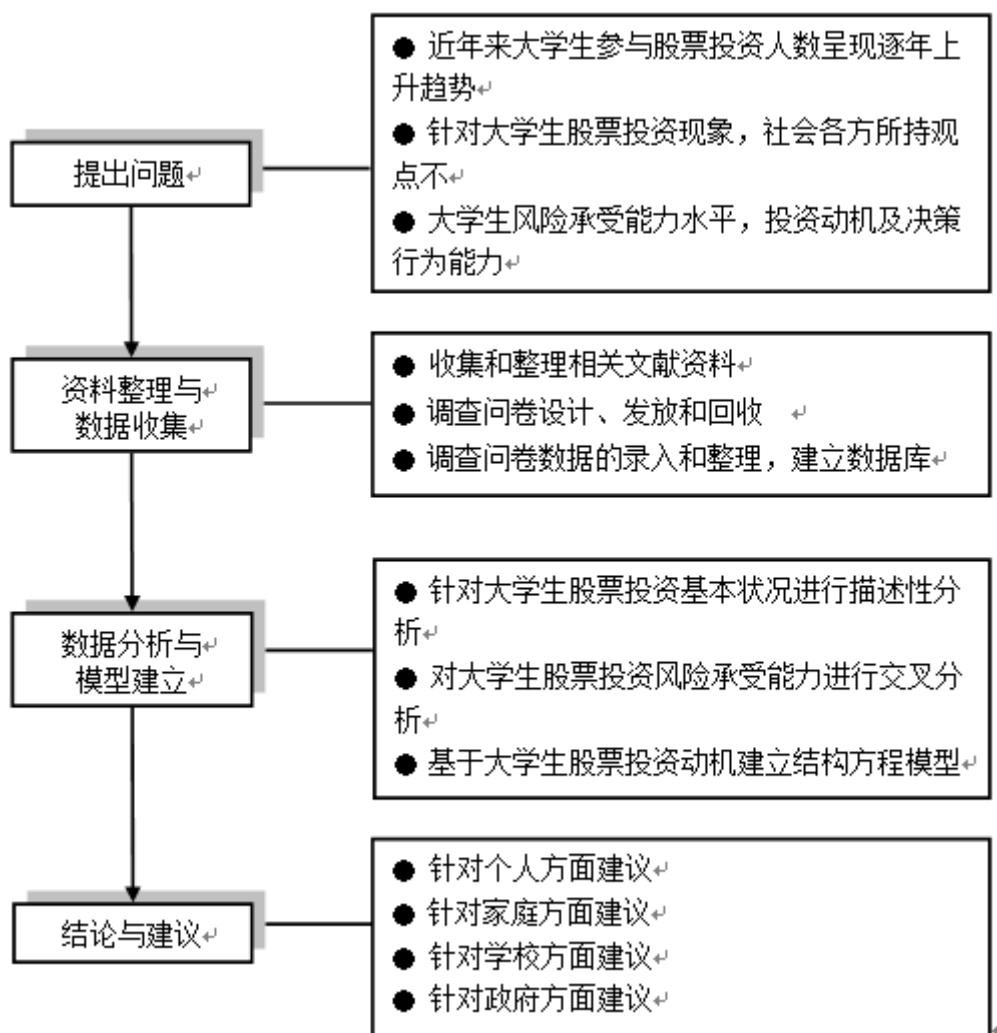 ● 近年来大学生参与股票投资人数呈现逐年上
升趋势↵
提出问题↵
● 针对大学生股票投资现象，社会各方所持观
点不↵
● 大学生风险承受能力水平，投资动机及决策
行为能力↵
资料整理与↵
数据收集↵
● 收集和整理相关文献资料↵
● 调查问卷设计、发放和回收 ↵
● 调查问卷数据的录入和整理，建立数据库↵
数据分析与↵
模型建立↵
● 针对大学生股票投资基本状况进行描述性分
析↵
● 对大学生股票投资风险承受能力进行交叉分
析↵
● 基于大学生股票投资动机建立结构方程模型↵
结论与建议↵
● 针对个人方面建议↵
● 针对家庭方面建议↵
● 针对学校方面建议↵
● 针对政府方面建议↵